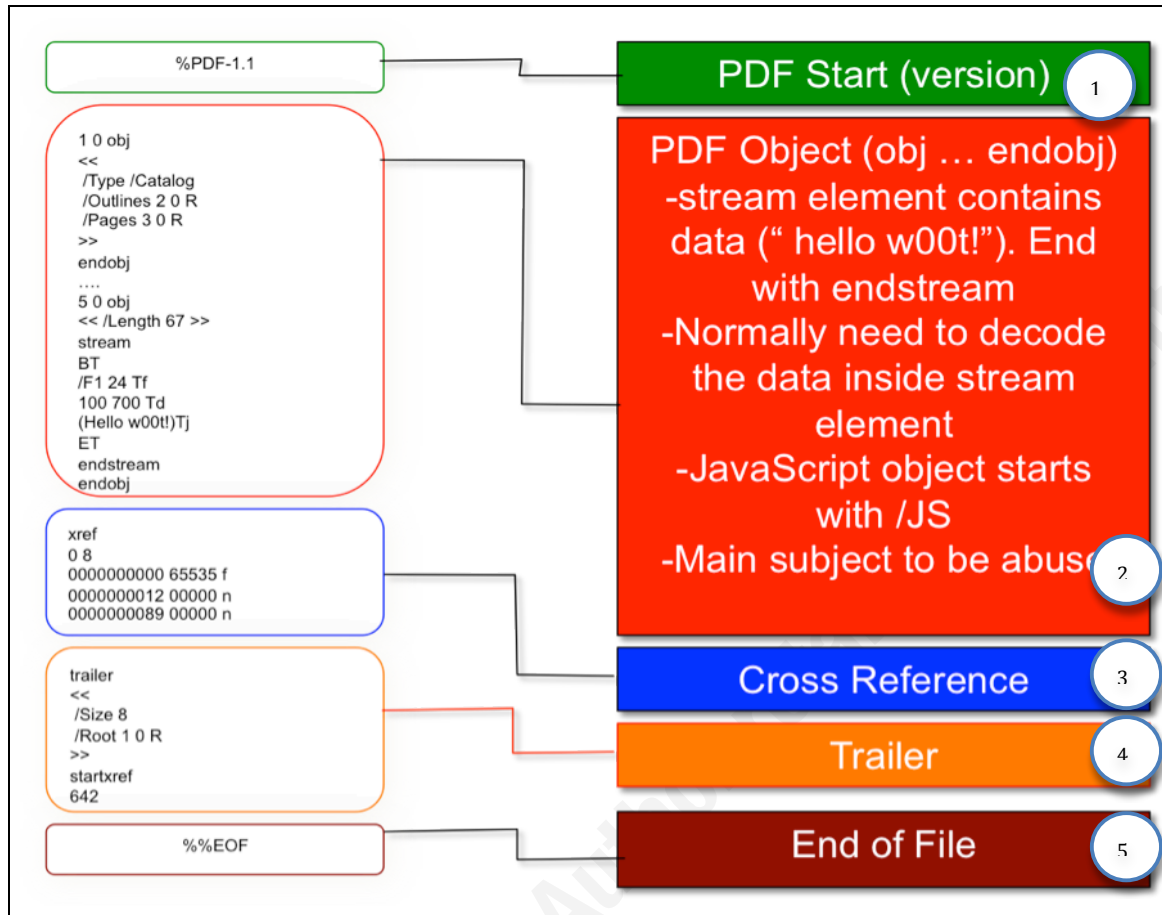 %PDF-1.1
PDF Start (version)
1
1 0 obj
<<
/Type /Catalog
/Outlines 2 0 R
/Pages 3 0 R
>>
endobj
....
5 0 obj
<< /Length 67 >>
stream
BT
/F1 24 Tf
100 700 Td
(Hello w00t!)Tj
ET
endstream
endobj
PDF Object (obj ... endobj)
-stream element contains
data (“ hello w00t!”). End
with endstream
-Normally need to decode
the data inside stream
element
-JavaScript object starts
with /JS
-Main subject to be abuse
2
xref
0 8
0000000000 65535 f
0000000012 00000 n
0000000089 00000 n
Cross Reference
3
trailer
<<
/Size 8
/Root 1 0 R
>>
startxref
642
Trailer
4
%%EOF
End of File
5